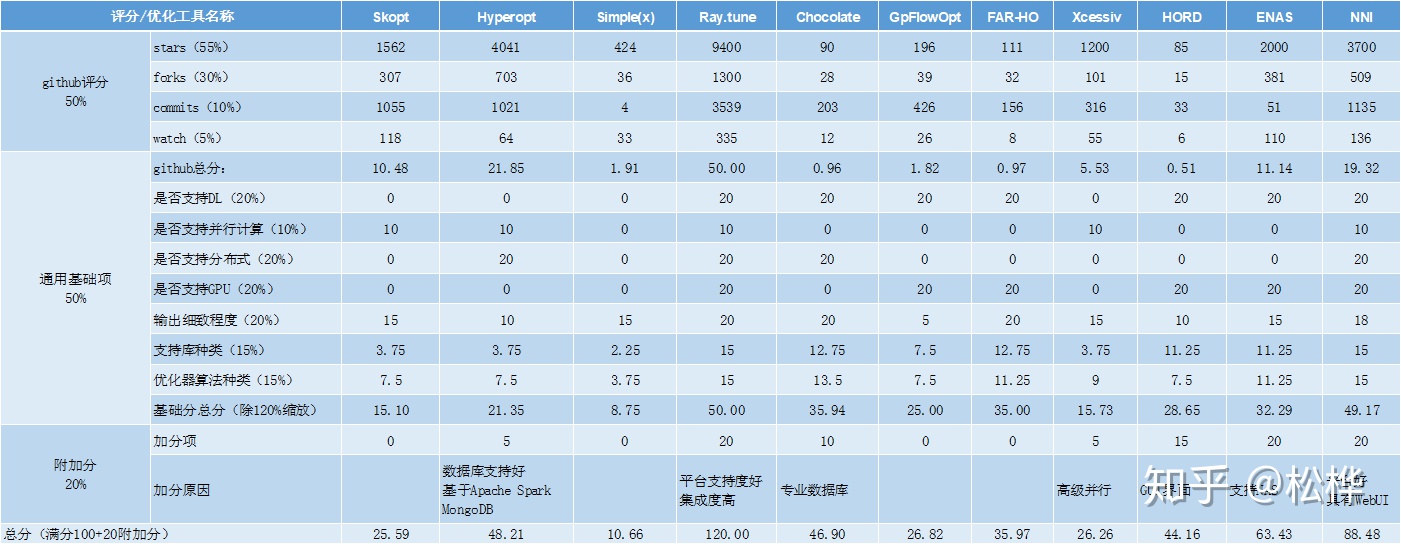 评分/优化工具名称 Skopt Hyperopt Simple(x) Ray.tune Chocolate GpFlowOpt FAR-HO Xcessiv HORD ENAS NNI
github评分
50%
stars（55%） 1562 4041 424 9400 90 196 111 1200 85 2000 3700
forks（30%） 307 703 36 1300 28 39 32 101 15 381 509
commits（10%） 1055 1021 4 3539 203 426 156 316 33 51 1135
watch（5%） 118 64 33 335 12 26 8 55 6 110 136
通用基础项
50%
github总分： 10.48 21.85 1.91 50.00 0.96 1.82 0.97 5.53 0.51 11.14 19.32
是否支持DL（20%） 0 0 0 20 20 20 20 0 20 20 20
是否支持并行计算（10%） 10 10 0 10 0 0 0 10 0 0 10
是否支持分布式（20%） 0 20 0 20 20 0 0 0 0 0 20
是否支持GPU（20%） 0 0 0 20 0 20 20 0 20 20 20
输出细致程度（20%） 15 10 15 20 20 5 20 15 10 15 18
支持库种类（15%） 3.75 3.75 2.25 15 12.75 7.5 12.75 3.75 11.25 11.25 15
优化器算法种类（15%） 7.5 7.5 3.75 15 13.5 7.5 11.25 9 7.5 11.25 15
基础分总分（除120%缩放） 15.10 21.35 8.75 50.00 35.94 25.00 35.00 15.73 28.65 32.29 49.17
附加分
20%
加分项 0 5 0 20 10 0 0 5 15 20 20
加分原因
数据库支持好
基于Apache Spark
MongoDB
平台支持度好
集成度高
专业数据库
高级并行
界面
支持
具有WebUI
知乎 @松桦
总分（满分100+20附加分） 25.59 48.21 10.66 120.00 46.90 26.82 35.97 26.26 44.16 63.43 88.48